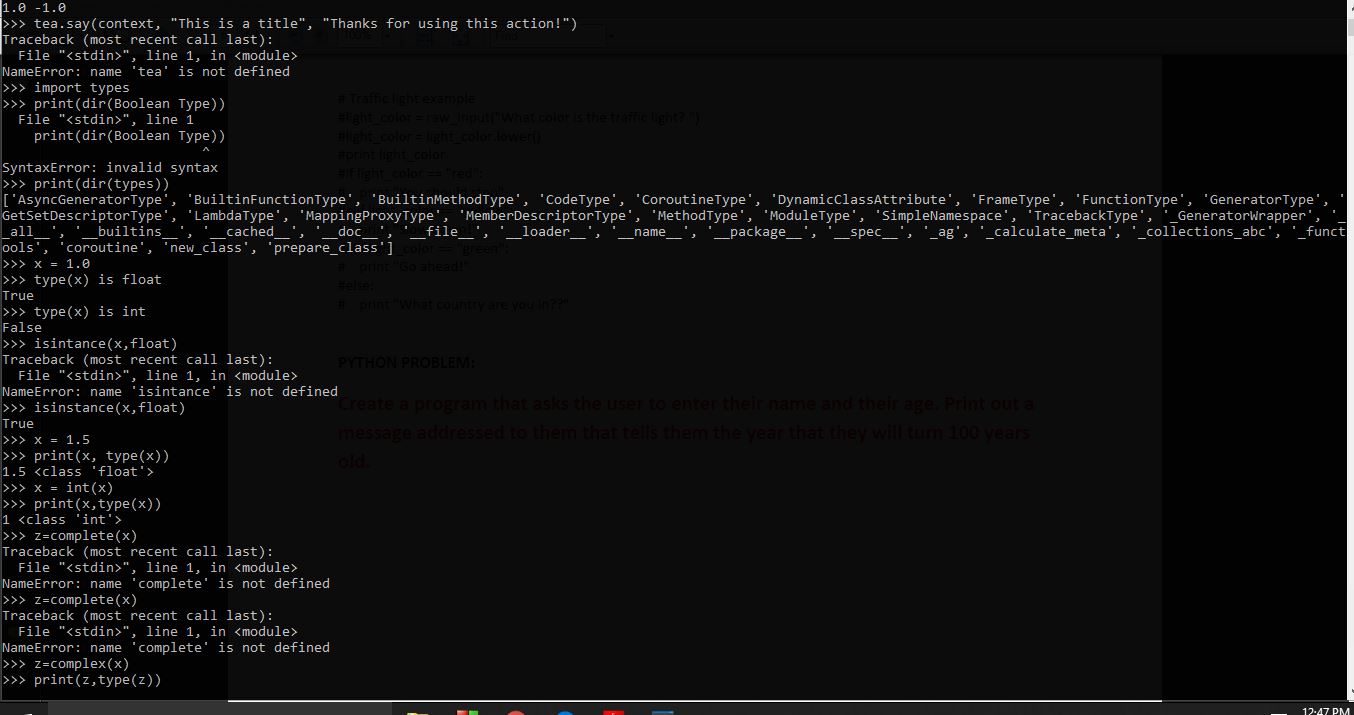 1.0 -1.0
>>> tea.say(context, "This is a title", "Thanks for using this action!")
Traceback (most recent call last):
  File "<stdin>", line 1, in <module>
NameError: name 'tea' is not defined
>>> import types
>>> print(dir(Boolean Type))
  File "<stdin>", line 1
    print(dir(Boolean Type))
                         ^
SyntaxError: invalid syntax
>>> print(dir(types))
['AsyncGeneratorType', 'BuiltinFunctionType', 'BuiltinMethodType', 'CodeType', 'CoroutineType', 'DynamicClassAttribute', 'FrameType', 'FunctionType', 'GeneratorType', '
GetSetDescriptorType', 'LambdaType', 'MappingProxyType', 'MemberDescriptorType', 'MethodType', 'ModuleType', 'SimpleNamespace', 'TracebackType', '_GeneratorWrapper', '_
_all__', '__builtins__', '__cached__', '__doc__', '__file__', '__loader__', '__name__', '__package__', '__spec__', '_ag', '_calculate_meta', '_collections_abc', '_funct
ools', 'coroutine', 'new_class', 'prepare_class']
>>> x = 1.0
>>> type(x) is float
True
>>> type(x) is int
False
>>> isintance(x,float)
Traceback (most recent call last):
  File "<stdin>", line 1, in <module>
NameError: name 'isintance' is not defined
>>> isinstance(x,float)
True
>>> x = 1.5
>>> print(x, type(x))
1.5 <class 'float'>
>>> x = int(x)
>>> print(x,type(x))
1 <class 'int'>
>>> z=complete(x)
Traceback (most recent call last):
  File "<stdin>", line 1, in <module>
NameError: name 'complete' is not defined
>>> z=complete(x)
Traceback (most recent call last):
  File "<stdin>", line 1, in <module>
NameError: name 'complete' is not defined
>>> z=complex(x)
>>> print(z,type(z))
100%
Find
# Traffic light example
#light_color = raw_input("What color is the traffic light? ")
#light_color = light_color.lower()
#print light_color
#if light_color == "red":
_color == "green":
#    print "Go ahead!"
#else:
#    print "What country are you in??"
PYTHON PROBLEM:
Create a program that asks the user to enter their name and their age. Print out a
message addressed to them that tells them the year that they will turn 100 years
old.
12:47 PM